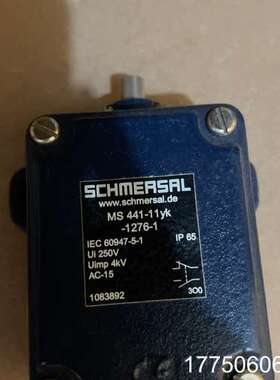 SCHMERSAL
www.schmersal.de
MS 441-11yk
-1276-1
IEC 60947-5-1 IP 65
Ui 250V
Uimp 4kV
AC-15
1083892 300
17750606